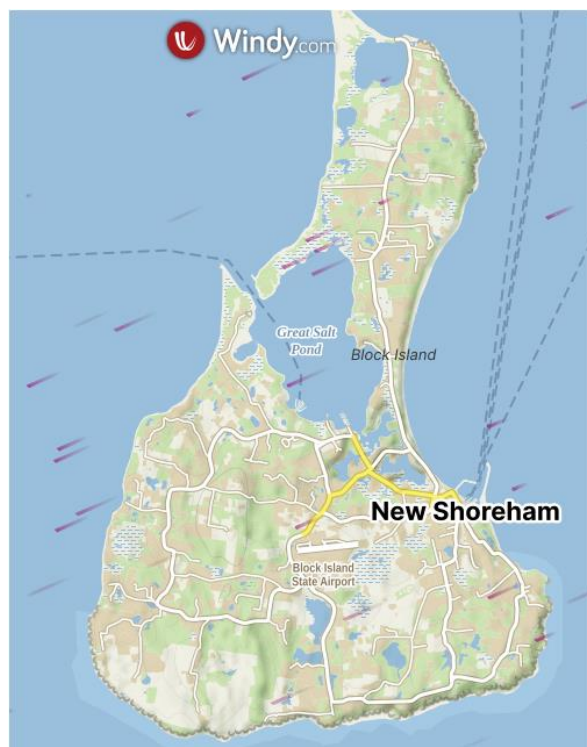 Windy.com
Great Salt
Pond
Block Island
New Shoreham
Block Island
State Airport